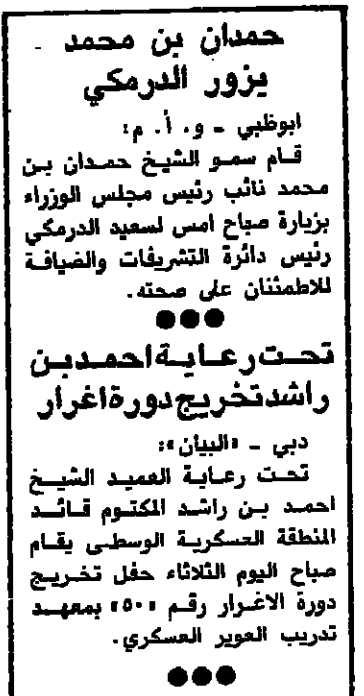 حمدان بن محمد
يزور الدرمكي
ابوظبي - و. أ. م:
قام سمو الشيخ حمدان بن
محمد نائب رئيس مجلس الوزراء
بزيارة صباح امس لسعيد الدرمكي
رئيس دائرة التشريفات والضيافة
للاطمئنان على صحته.
●●●
تحت رعاية احمد بن
راشد تخريج دورة اغرار
دبي - «البيان»:
تحت رعاية العميد الشيخ
احمد بن راشد المكتوم قائد
المنطقة العسكرية الوسطى يقام
صباح اليوم الثلاثاء حفل تخريج
دورة الاغرار رقم «٥٠» بمعهد
تدريب العوير العسكري.
●●●